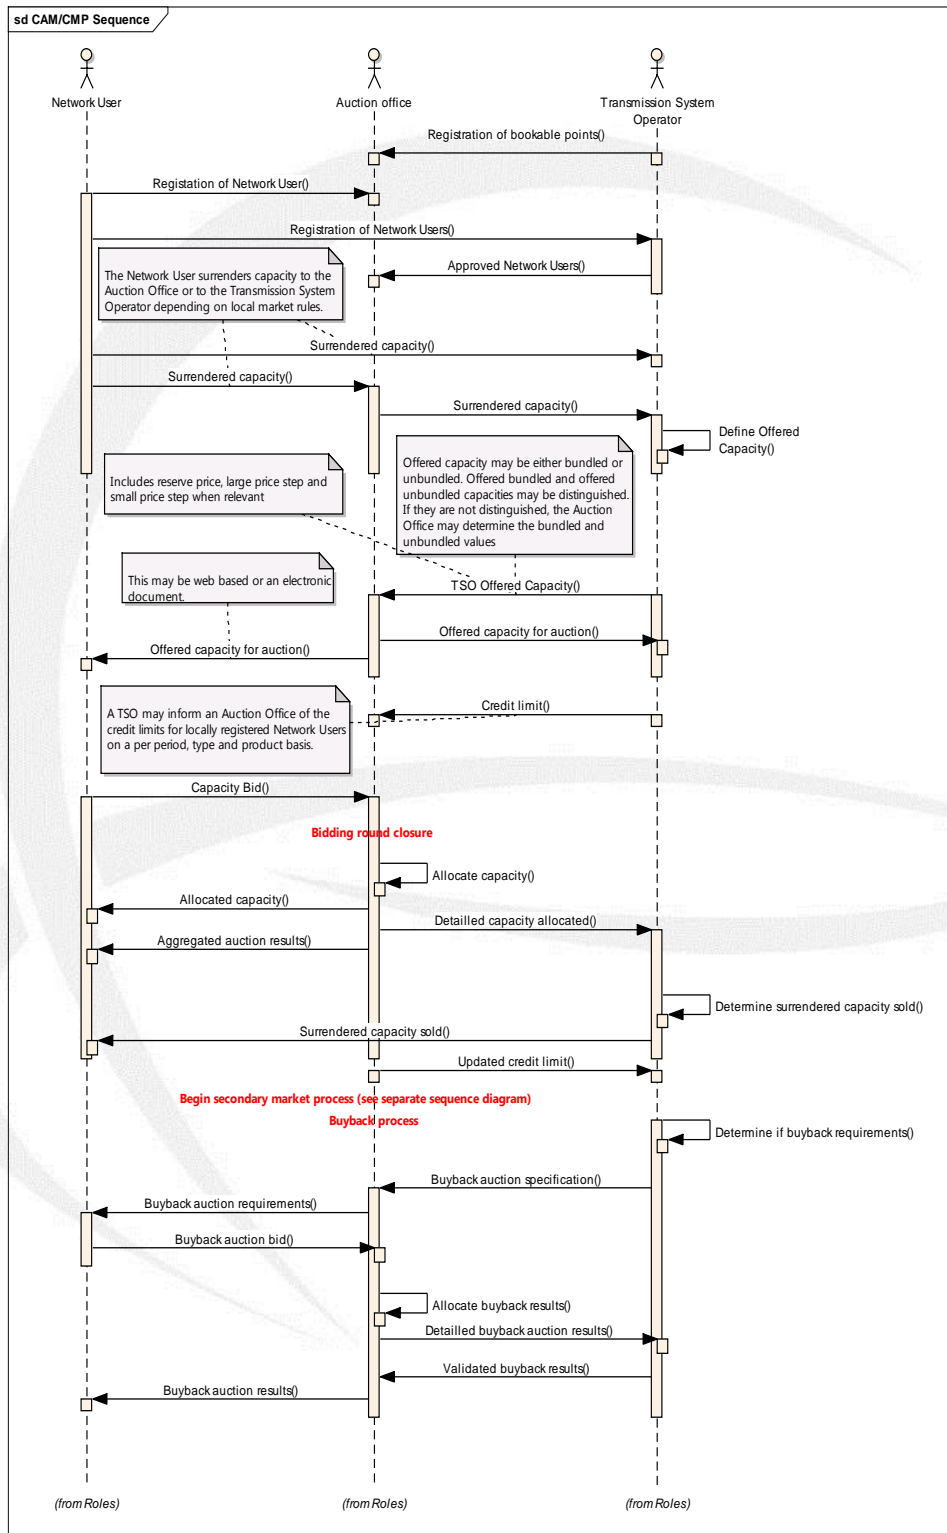 sd CAM/CMP Sequence
Network User
Auction office
Transmission System
Operator
Registration of bookable points()
Registation of Network User()
Registration of Network Users()
Approved Network Users()
The Network User surrenders capacity to the
Auction Office or to the Transmission System
Operator depending on local market rules.
Surrendered capacity()
Surrendered capacity()
Surrendered capacity()
Define Offered
Capacity()
Offered capacity may be either bundled or
unbundled. Offered bundled and offered
unbundled capacities may be distinguished.
If they are not distinguished, the Auction
Office may determine the bundled and
unbundled values
Includes reserve price, large price step and
small price step when relevant
This may be web based or an electronic
document.
TSO Offered Capacity()
Offered capacity for auction()
Offered capacity for auction()
A TSO may inform an Auction Office of the
credit limits for locally registered Network Users
on a per period, type and product basis.
Credit limit()
Capacity Bid()
Bidding round closure
Allocate capacity()
Allocated capacity()
Detailled capacity allocated()
Aggregated auction results()
Determine surrendered capacity sold()
Surrendered capacity sold()
Updated credit limit()
Begin secondary market process (see separate sequence diagram)
Buyback process
Determine if buyback requirements()
Buyback auction specification()
Buyback auction requirements()
Buyback auction bid()
Allocate buyback results()
Detailled buyback auction results()
Validated buyback results()
Buyback auction results()
(from Roles)
(from Roles)
(from Roles)